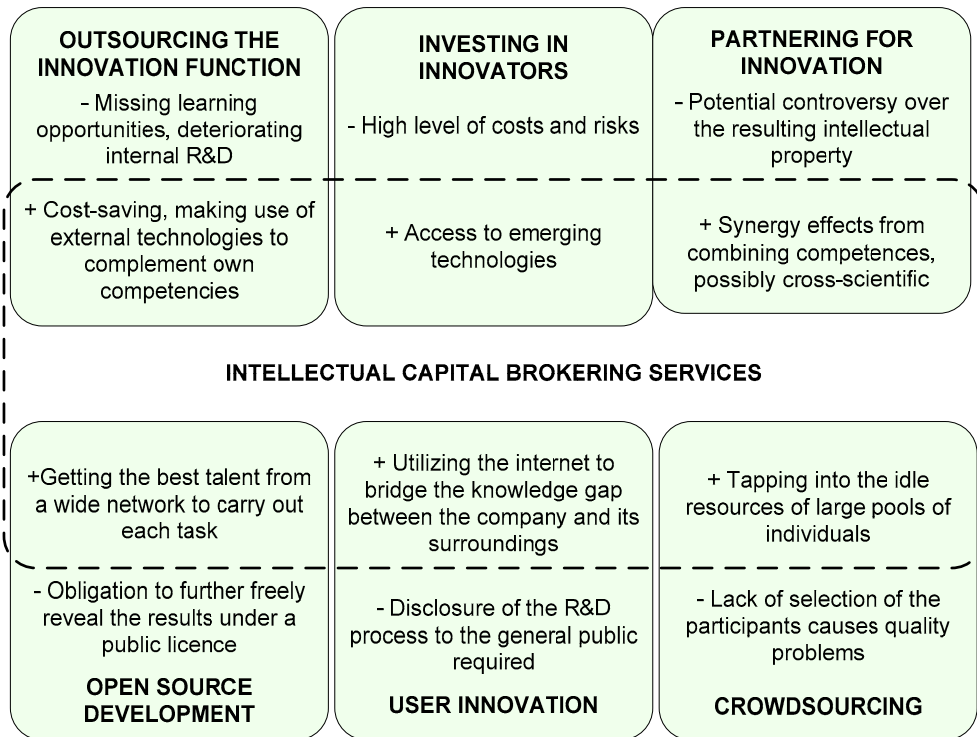 OUTSOURCING THE
INNOVATION FUNCTION
- Missing learning
opportunities, deteriorating
internal R&D
+ Cost-saving, making use of
external technologies to
complement own
competencies
INVESTING IN
INNOVATORS
- High level of costs and risks
+ Access to emerging
technologies
PARTNERING FOR
INNOVATION
- Potential controversy over
the resulting intellectual
property
+ Synergy effects from
combining competences,
possibly cross-scientific
INTELLECTUAL CAPITAL BROKERING SERVICES
+Getting the best talent from
a wide network to carry out
each task
- Obligation to further freely
reveal the results under a
public licence
OPEN SOURCE
DEVELOPMENT
+ Utilizing the internet to
bridge the knowledge gap
between the company and its
surroundings
- Disclosure of the R&D
process to the general public
required
USER INNOVATION
+ Tapping into the idle
resources of large pools of
individuals
- Lack of selection of the
participants causes quality
problems
CROWDSOURCING